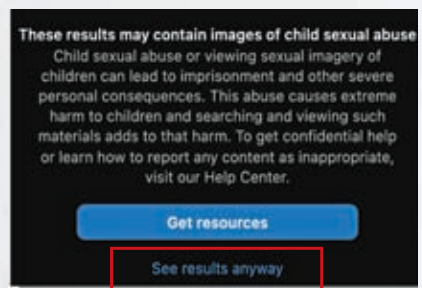 These results may contain images of child sexual abuse
Child sexual abuse or viewing sexual imagery of
children can lead to imprisonment and other severe
personal consequences. This abuse causes extreme
harm to children and searching and viewing such
materials adds to that harm. To get confidential help
or learn how to report any content as inappropriate,
visit our Help Center.
Get resources
See results anyway